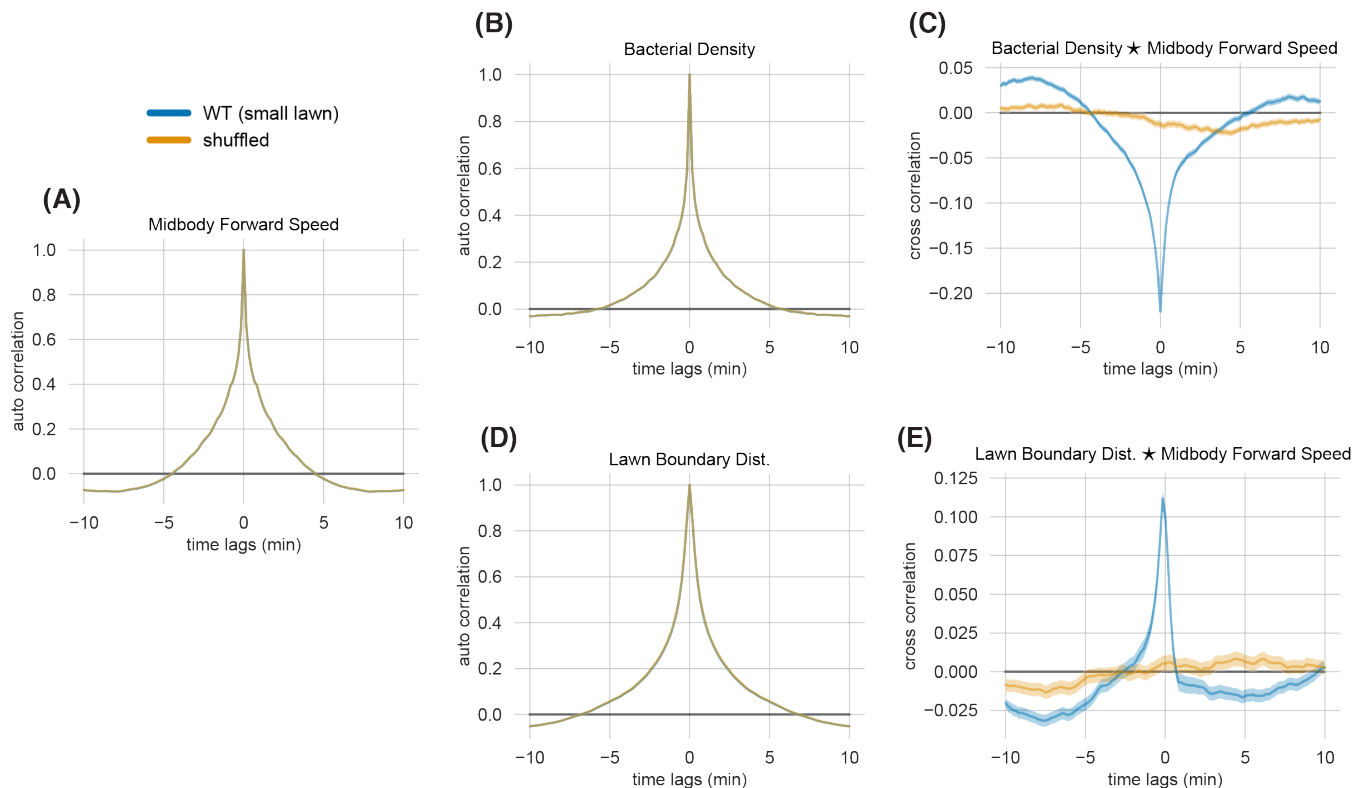 WT (small lawn)
shuffled
(A)
Midbody Forward Speed
auto correlation
1.0
0.8
0.6
0.4
0.2
0.0
−10
−5
0
5
10
time lags (min)
(B)
Bacterial Density
auto correlation
1.0
0.8
0.6
0.4
0.2
0.0
−10
−5
0
5
10
time lags (min)
(C)
Bacterial Density ★ Midbody Forward Speed
cross correlation
0.05
0.00
−0.05
−0.10
−0.15
−0.20
−10
−5
0
5
10
time lags (min)
(D)
Lawn Boundary Dist.
auto correlation
1.0
0.8
0.6
0.4
0.2
0.0
−10
−5
0
5
10
time lags (min)
(E)
Lawn Boundary Dist. ★ Midbody Forward Speed
cross correlation
0.125
0.100
0.075
0.050
0.025
0.000
−0.025
−10
−5
0
5
10
time lags (min)